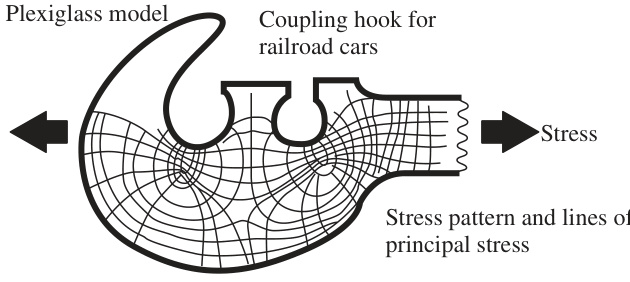 Plexiglass model
Coupling hook for
railroad cars
Stress
Stress pattern and lines of
principal stress